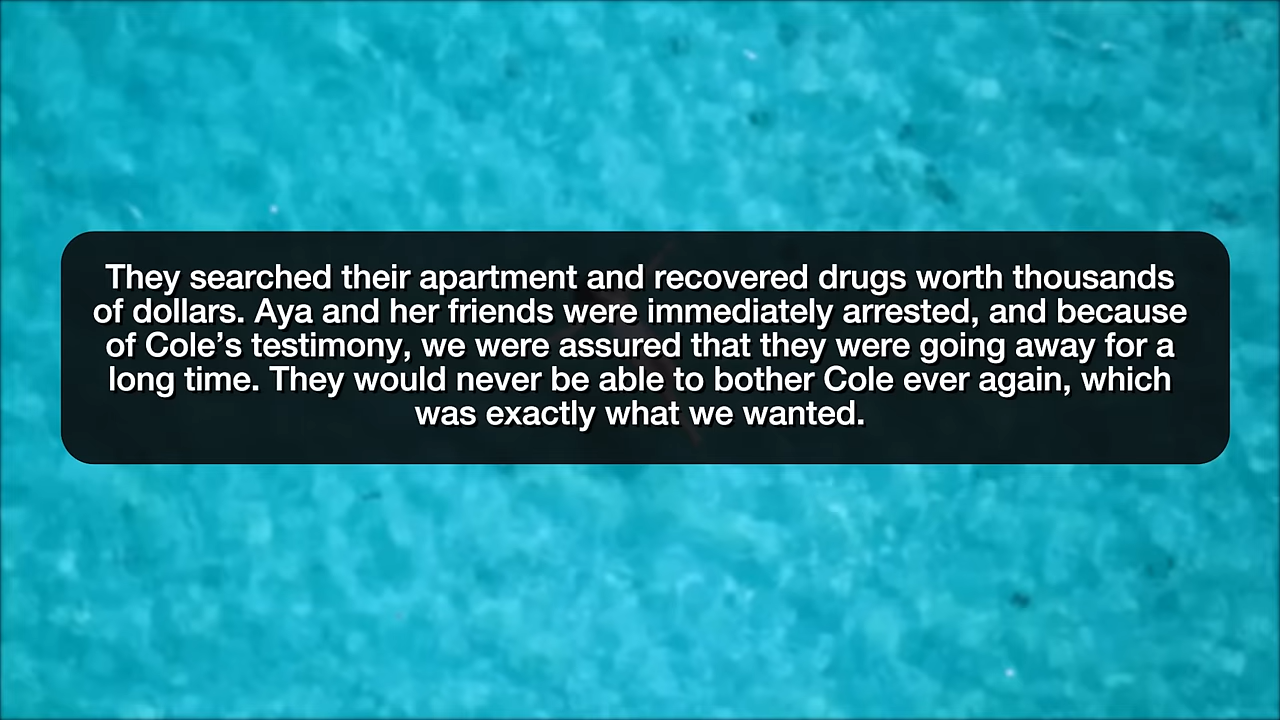 They searched their apartment and recovered drugs worth thousands
of dollars. Aya and her friends were immediately arrested, and because
of Cole’s testimony, we were assured that they were going away for a
long time. They would never be able to bother Cole ever again, which
was exactly what we wanted.